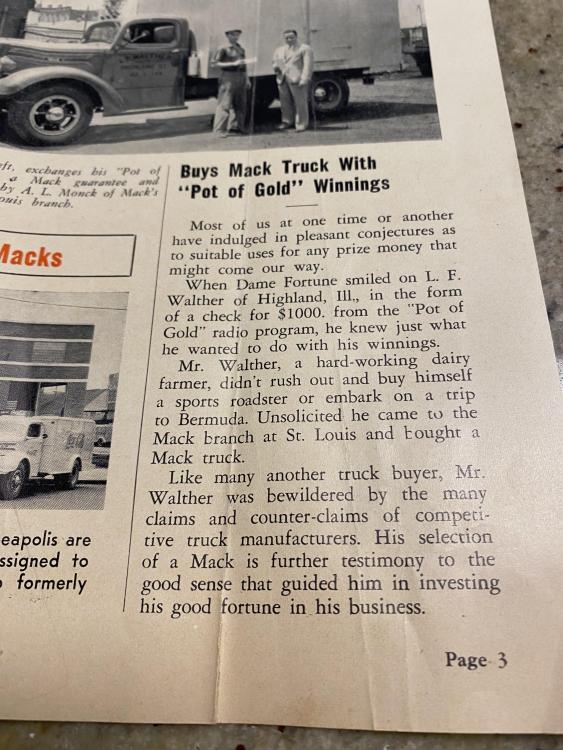 L. F. WALTHER
eft, exchanges his "Pot of
a Mack guarantee and
by A. L. Monck of Mack's
ouis branch.
Macks
eapolis are
ssigned to
formerly
Buys Mack Truck With
"Pot of Gold" Winnings
Most of us at one time or another
have indulged in pleasant conjectures as
to suitable uses for any prize money that
might come our way.
When Dame Fortune smiled on L. F.
Walther of Highland, Ill., in the form
of a check for $1000. from the "Pot of
Gold" radio program, he knew just what
he wanted to do with his winnings.
Mr. Walther, a hard-working dairy
farmer, didn't rush out and buy himself
a sports roadster or embark on a trip
to Bermuda. Unsolicited he came to the
Mack branch at St. Louis and bought a
Mack truck.
Like many another truck buyer, Mr.
Walther was bewildered by the many
claims and counter-claims of competi-
tive truck manufacturers. His selection
of a Mack is further testimony to the
good sense that guided him in investing
his good fortune in his business.
Page 3